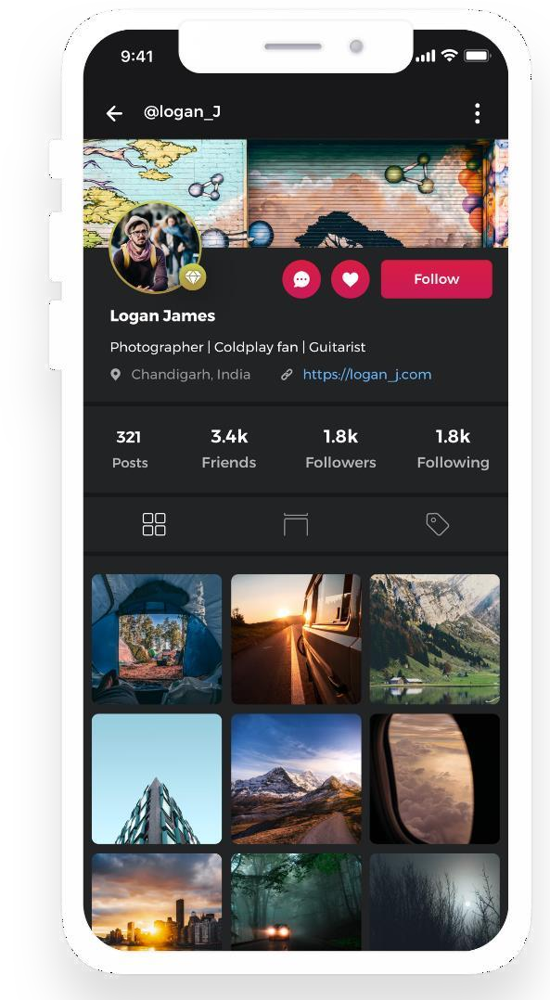 9:41
@logan_J
Follow
Logan James
Photographer | Coldplay fan | Guitarist
Chandigarh, India https://logan_j.com
321 3.4k 1.8k 1.8k
Posts Friends Followers Following